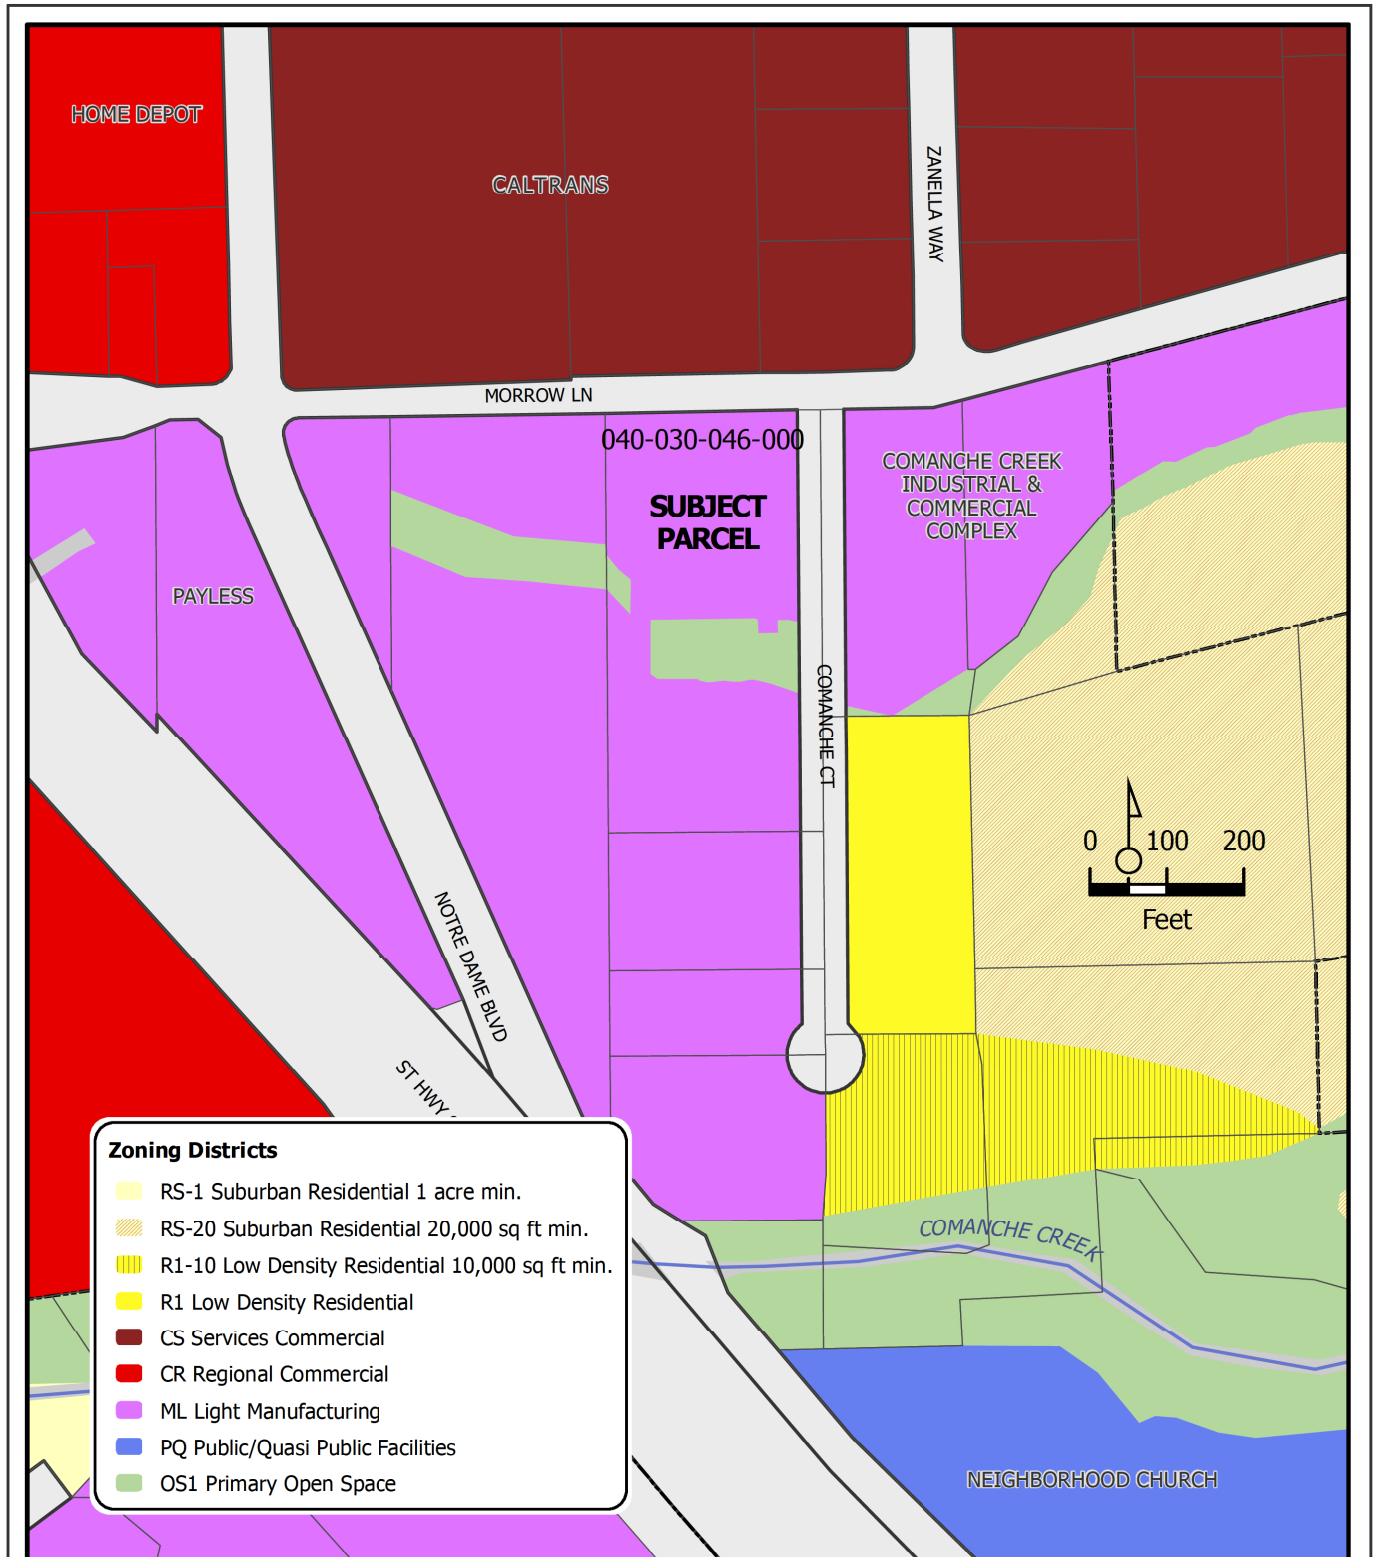 HOME DEPOT
CALTRANS
ZANELLA WAY
MORROW LN
040-030-046-000
SUBJECT
PARCEL
COMANCHE CREEK
INDUSTRIAL &
COMMERCIAL
COMPLEX
PAYLESS
COMANCHE CT
0 100 200
Feet
NOTRE DAME BLVD
ST HWY
Zoning Districts
RS-1 Suburban Residential 1 acre min.
RS-20 Suburban Residential 20,000 sq ft min.
R1-10 Low Density Residential 10,000 sq ft min.
R1 Low Density Residential
CS Services Commercial
CR Regional Commercial
ML Light Manufacturing
PQ Public/Quasi Public Facilities
OS1 Primary Open Space
COMANCHE CREEK
NEIGHBORHOOD CHURCH